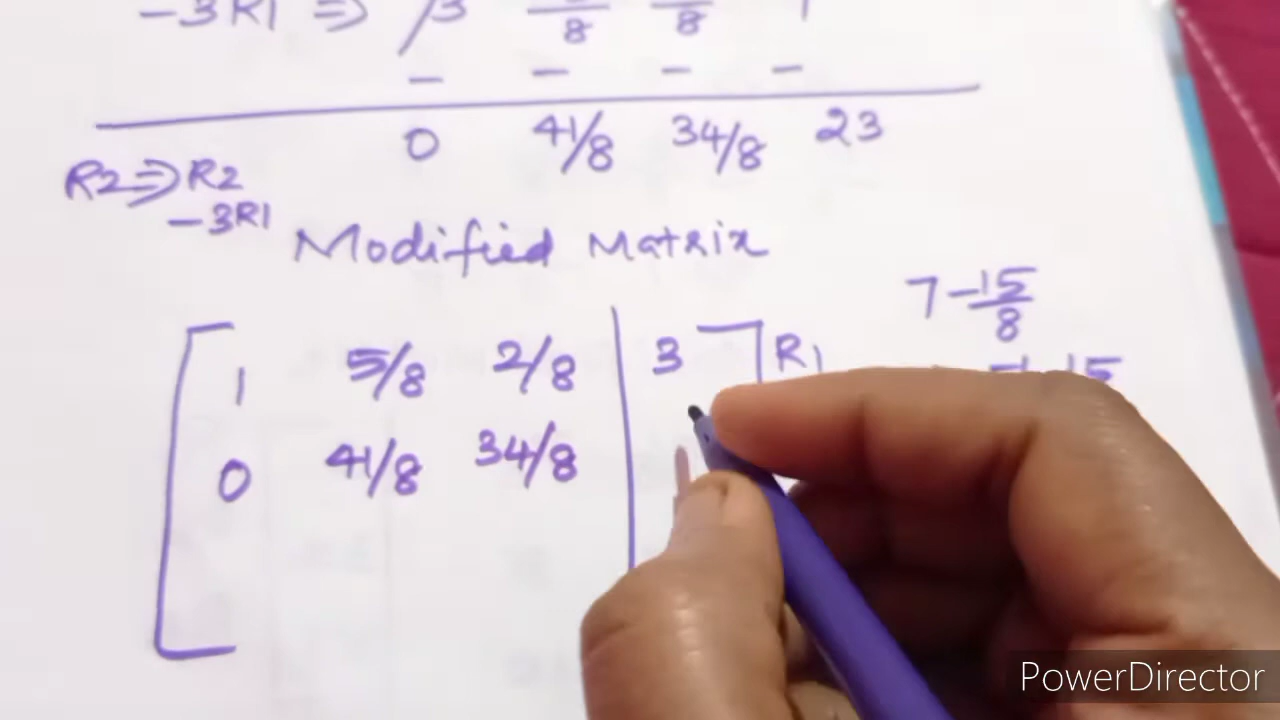 -3R1 ⇒ 3 /8 /8
- - - -
0 41/8 34/8 23
R2⇒R2
-3R1
Modified Matrix
7-15/8
1 5/8 2/8 3 R1
15
0 41/8 34/8
PowerDirector